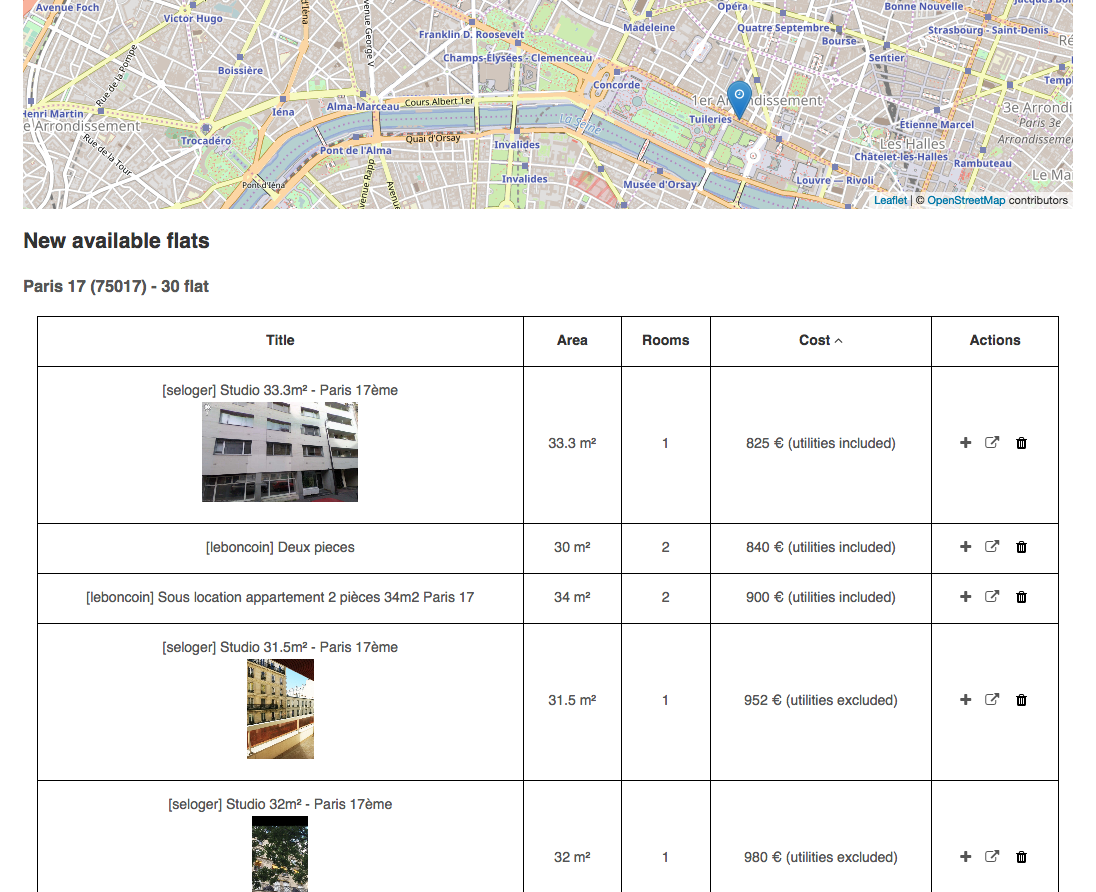 Avenue Foch
Victor Hugo
Opéra
Bonne Nouvelle
Madeleine
Quatre Septembre
Strasbourg - Saint-Denis
Franklin D. Roosevelt
Bourse
Rue de la Pompe
Avenue George V
Champs-Élysées - Clemenceau
Sentier
Boissière
Concorde
Temp
Henri Martin
Iéna
Alma-Marceau
Cours Albert 1er
1er Ar
ndissement
3e Arrondi
e Arrondissement
La Seine
Tuileries
Étienne Marcel
Paris 3e
Arrondisseme
Trocadéro
Quai d'Orsay
Invalides
Les Halles
Rue de la Tour
Pont de l'Alma
Châtelet-les-Halles
Rambuteau
Pont d'Iéna
Avenue Rapp
Invalides
Musée d'Orsay
Louvre — Rivoli
Le Ma
Leaflet | © OpenStreetMap contributors
New available flats
Paris 17 (75017) - 30 flat
Title Area Rooms Cost Actions
[seloger] Studio 33.3m² - Paris 17ème
33.3 m² 1 825 € (utilities included)
[leboncoin] Deux pieces 30 m² 2 840 € (utilities included)
[leboncoin] Sous location appartement 2 pièces 34m2 Paris 17 34 m² 2 900 € (utilities included)
[seloger] Studio 31.5m² - Paris 17ème
31.5 m² 1 952 € (utilities excluded)
[seloger] Studio 32m² - Paris 17ème
32 m² 1 980 € (utilities excluded)